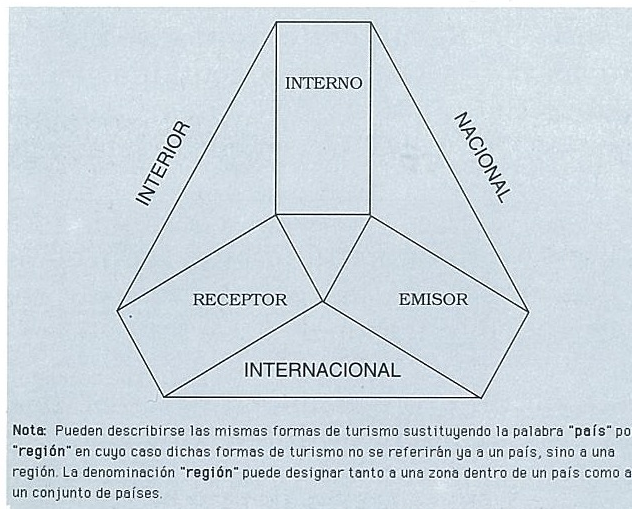 INTERNO
INTERIOR
NACIONAL
RECEPTOR
EMISOR
INTERNACIONAL
Nota: Pueden describirse las mismas formas de turismo sustituyendo la palabra "país" po
"región" en cuyo caso dichas formas de turismo no se referirán ya a un país, sino a una
región. La denominación "región" puede designar tanto a una zona dentro de un país como a
un conjunto de países.